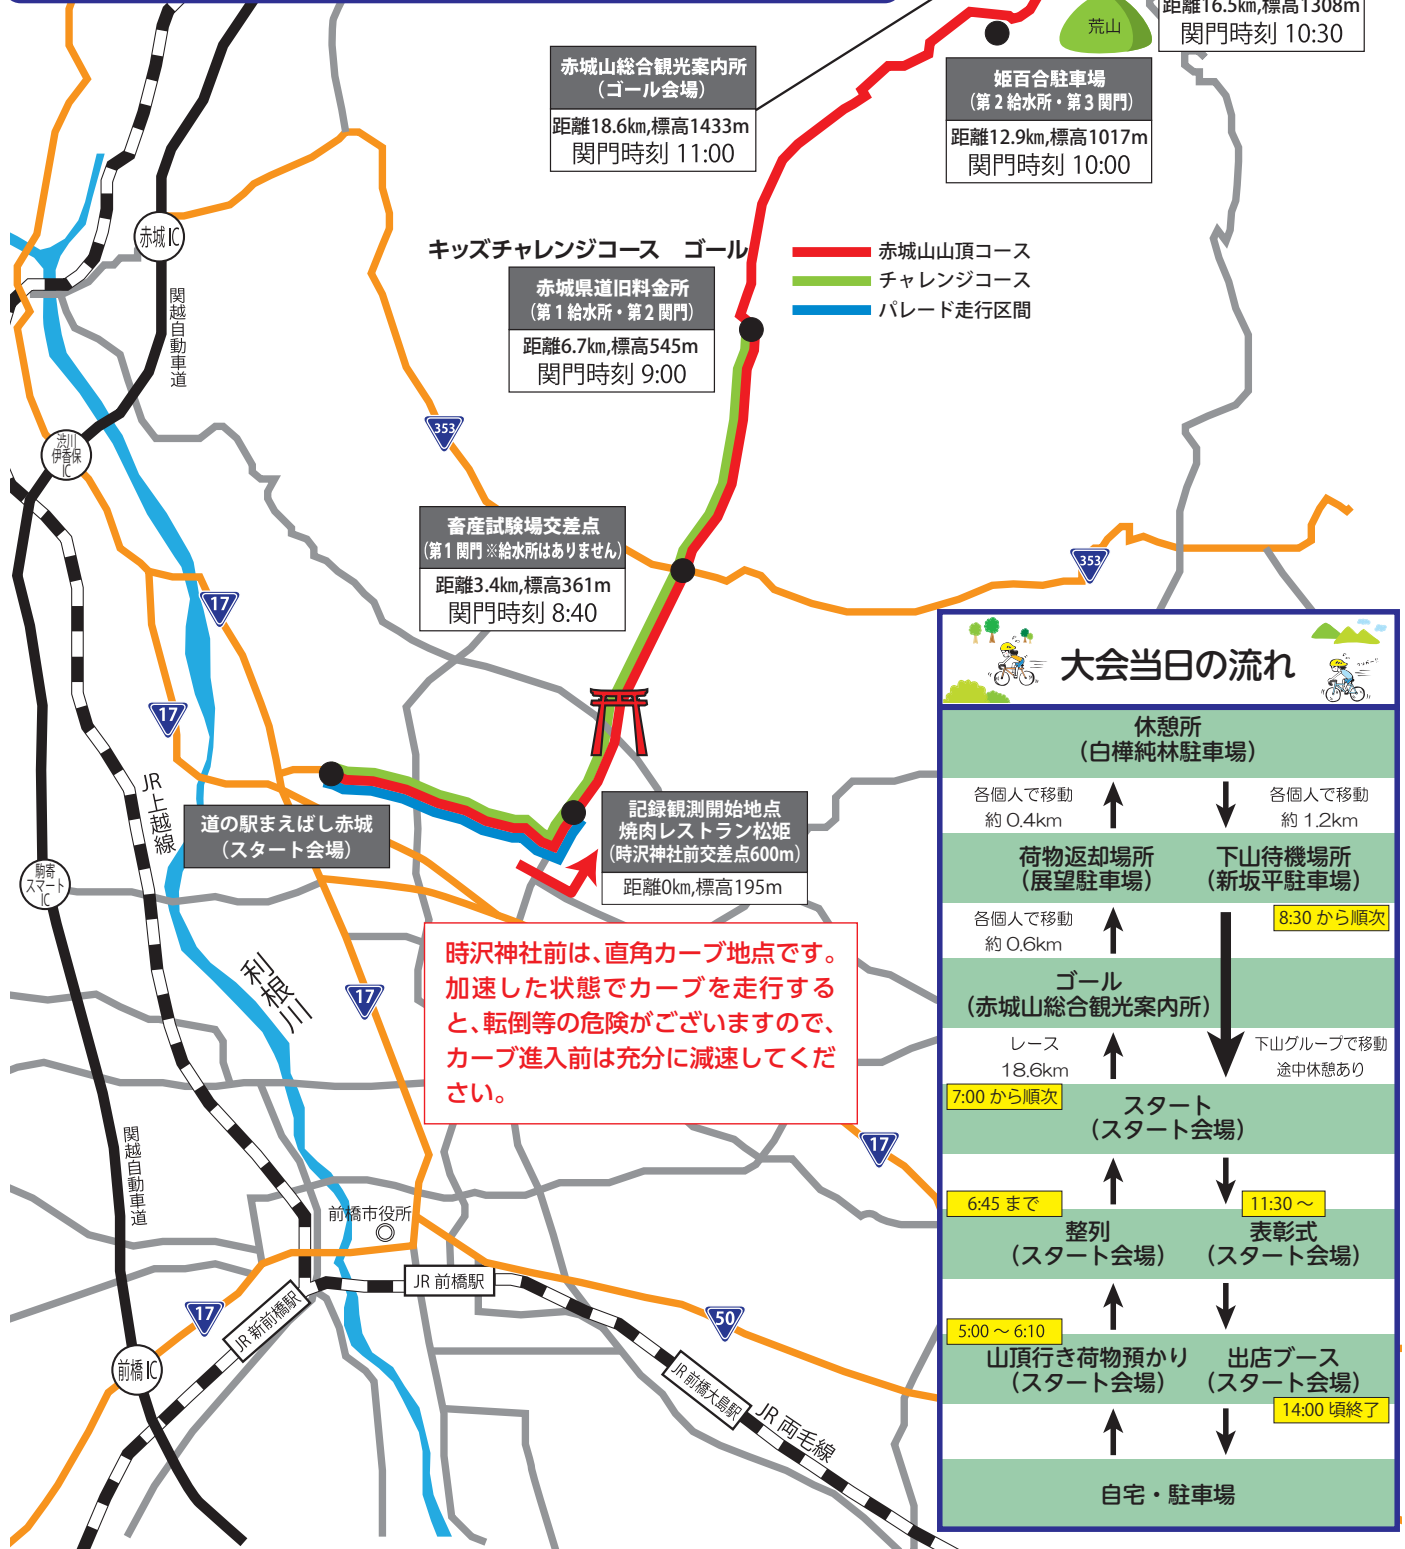 距離16.5㎞,標高1308m
関門時刻 10:30
荒山
赤城山総合観光案内所
（ゴール会場）
距離18.6㎞,標高1433m
関門時刻 11:00
姫百合駐車場
（第２給水所・第３関門）
距離12.9㎞,標高1017m
関門時刻 10:00
赤城IC
関越自動車道
キッズチャレンジコース　ゴール
赤城県道旧料金所
（第１給水所・第２関門）
距離6.7㎞,標高545m
関門時刻 9:00
赤城山山頂コース
チャレンジコース
パレード走行区間
353
渋川
伊香保
IC
畜産試験場交差点
（第１関門 ※給水所はありません）
距離3.4㎞,標高361m
関門時刻 8:40
353
17
17
JR上越線
道の駅まえばし赤城
（スタート会場）
記録観測開始地点
焼肉レストラン松姫
（時沢神社前交差点600m）
距離0㎞,標高195m
駒寄
スマート
IC
利根川
17
時沢神社前は、直角カーブ地点です。
加速した状態でカーブを走行する
と、転倒等の危険がございますので、
カーブ進入前は充分に減速してくだ
さい。
17
関越自動車道
前橋市役所
JR 前橋駅
JR 新前橋駅
17
50
前橋IC
JR 前橋大島駅
JR 両毛線
大会当日の流れ
休憩所
（白樺純林駐車場）
各個人で移動
約 0.4km
各個人で移動
約 1.2km
荷物返却場所
（展望駐車場）
下山待機場所
（新坂平駐車場）
8:30 から順次
各個人で移動
約 0.6km
ゴール
（赤城山総合観光案内所）
レース
18.6km
下山グループで移動
途中休憩あり
7:00 から順次
スタート
（スタート会場）
6:45 まで
11:30 ～
整列
（スタート会場）
表彰式
（スタート会場）
5:00 ～ 6:10
山頂行き荷物預かり
（スタート会場）
出店ブース
（スタート会場）
14:00 頃終了
自宅・駐車場